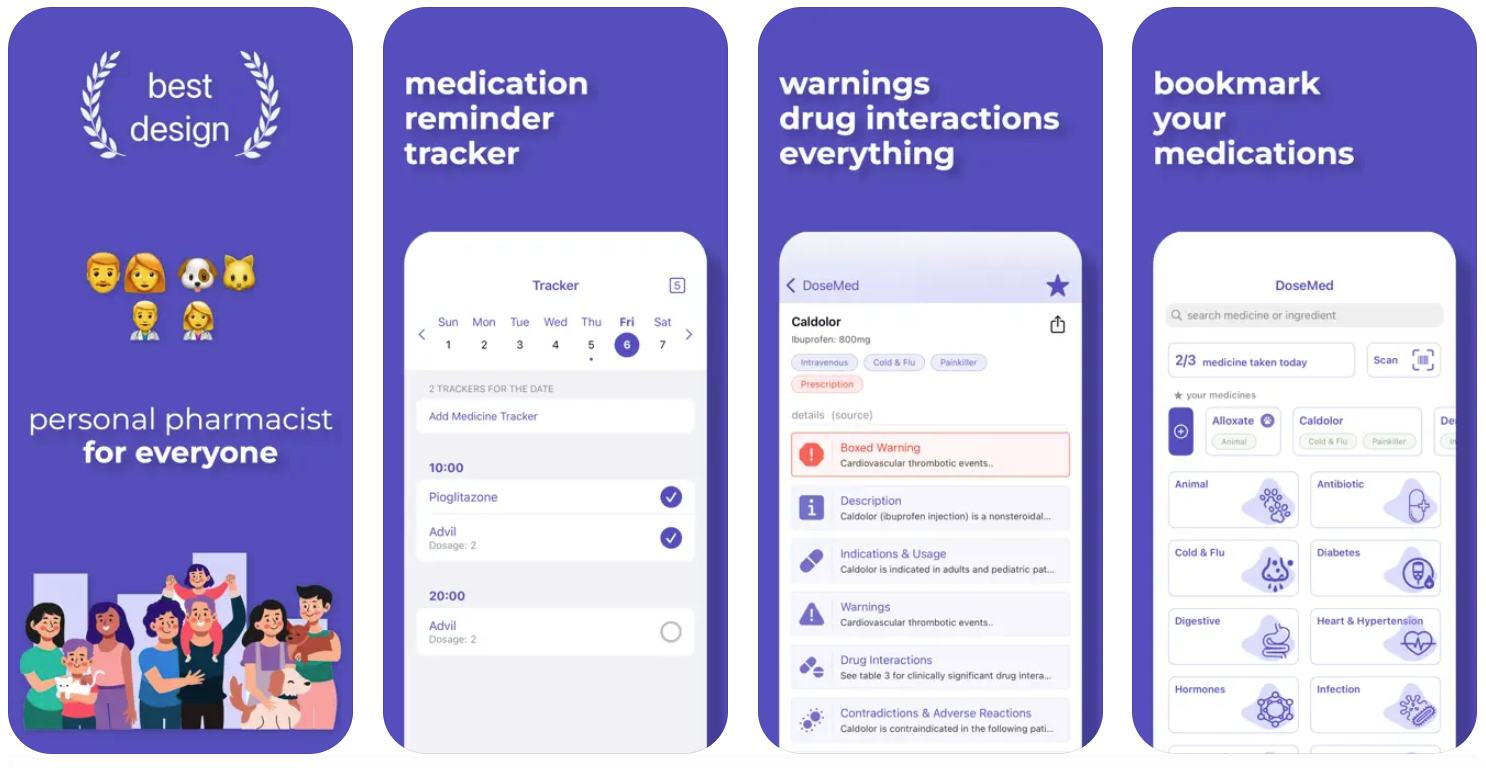 best
design
personal pharmacist
for everyone
medication
reminder
tracker
Tracker
5
Sun Mon Tue Wed Thu Fri Sat
1 2 3 4 5 6 7
2 TRACKERS FOR THE DATE
Add Medicine Tracker
10:00
Pioglitazone
Advil
Dosage: 2
20:00
Advil
Dosage: 2
warnings
drug interactions
everything
DoseMed
Caldolor
Ibuprofen: 800mg
Intravenous Cold & Flu Painkiller
Prescription
details (source)
Boxed Warning
Cardiovascular thrombotic events..
Description
Caldolor (ibuprofen injection) is a nonsteroidal...
Indications & Usage
Caldolor is indicated in adults and pediatric pat...
Warnings
Cardiovascular thrombotic events..
Drug Interactions
See table 3 for clinically significant drug intera...
Contradictions & Adverse Reactions
Caldolor is contraindicated in the following pati...
bookmark
your
medications
DoseMed
search medicine or ingredient
2/3 medicine taken today Scan
★ your medicines
Alloxate Caldolor De
Animal Cold & Flu Painkiller In
Animal Antibiotic
Cold & Flu Diabetes
Digestive Heart & Hypertension
Hormones Infection